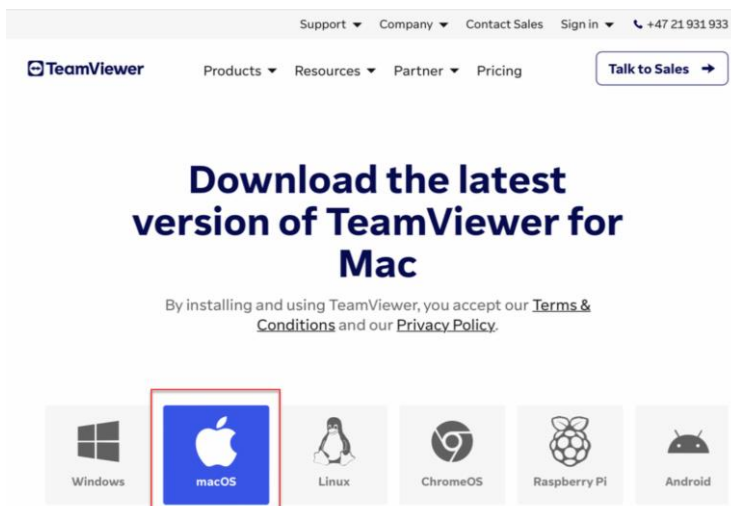 Support Company Contact Sales Sign in +47 21 931 933
TeamViewer Products Resources Partner Pricing Talk to Sales
Download the latest
version of TeamViewer for
Mac
By installing and using TeamViewer, you accept our Terms &
Conditions and our Privacy Policy.
Windows macOS Linux ChromeOS Raspberry Pi Android